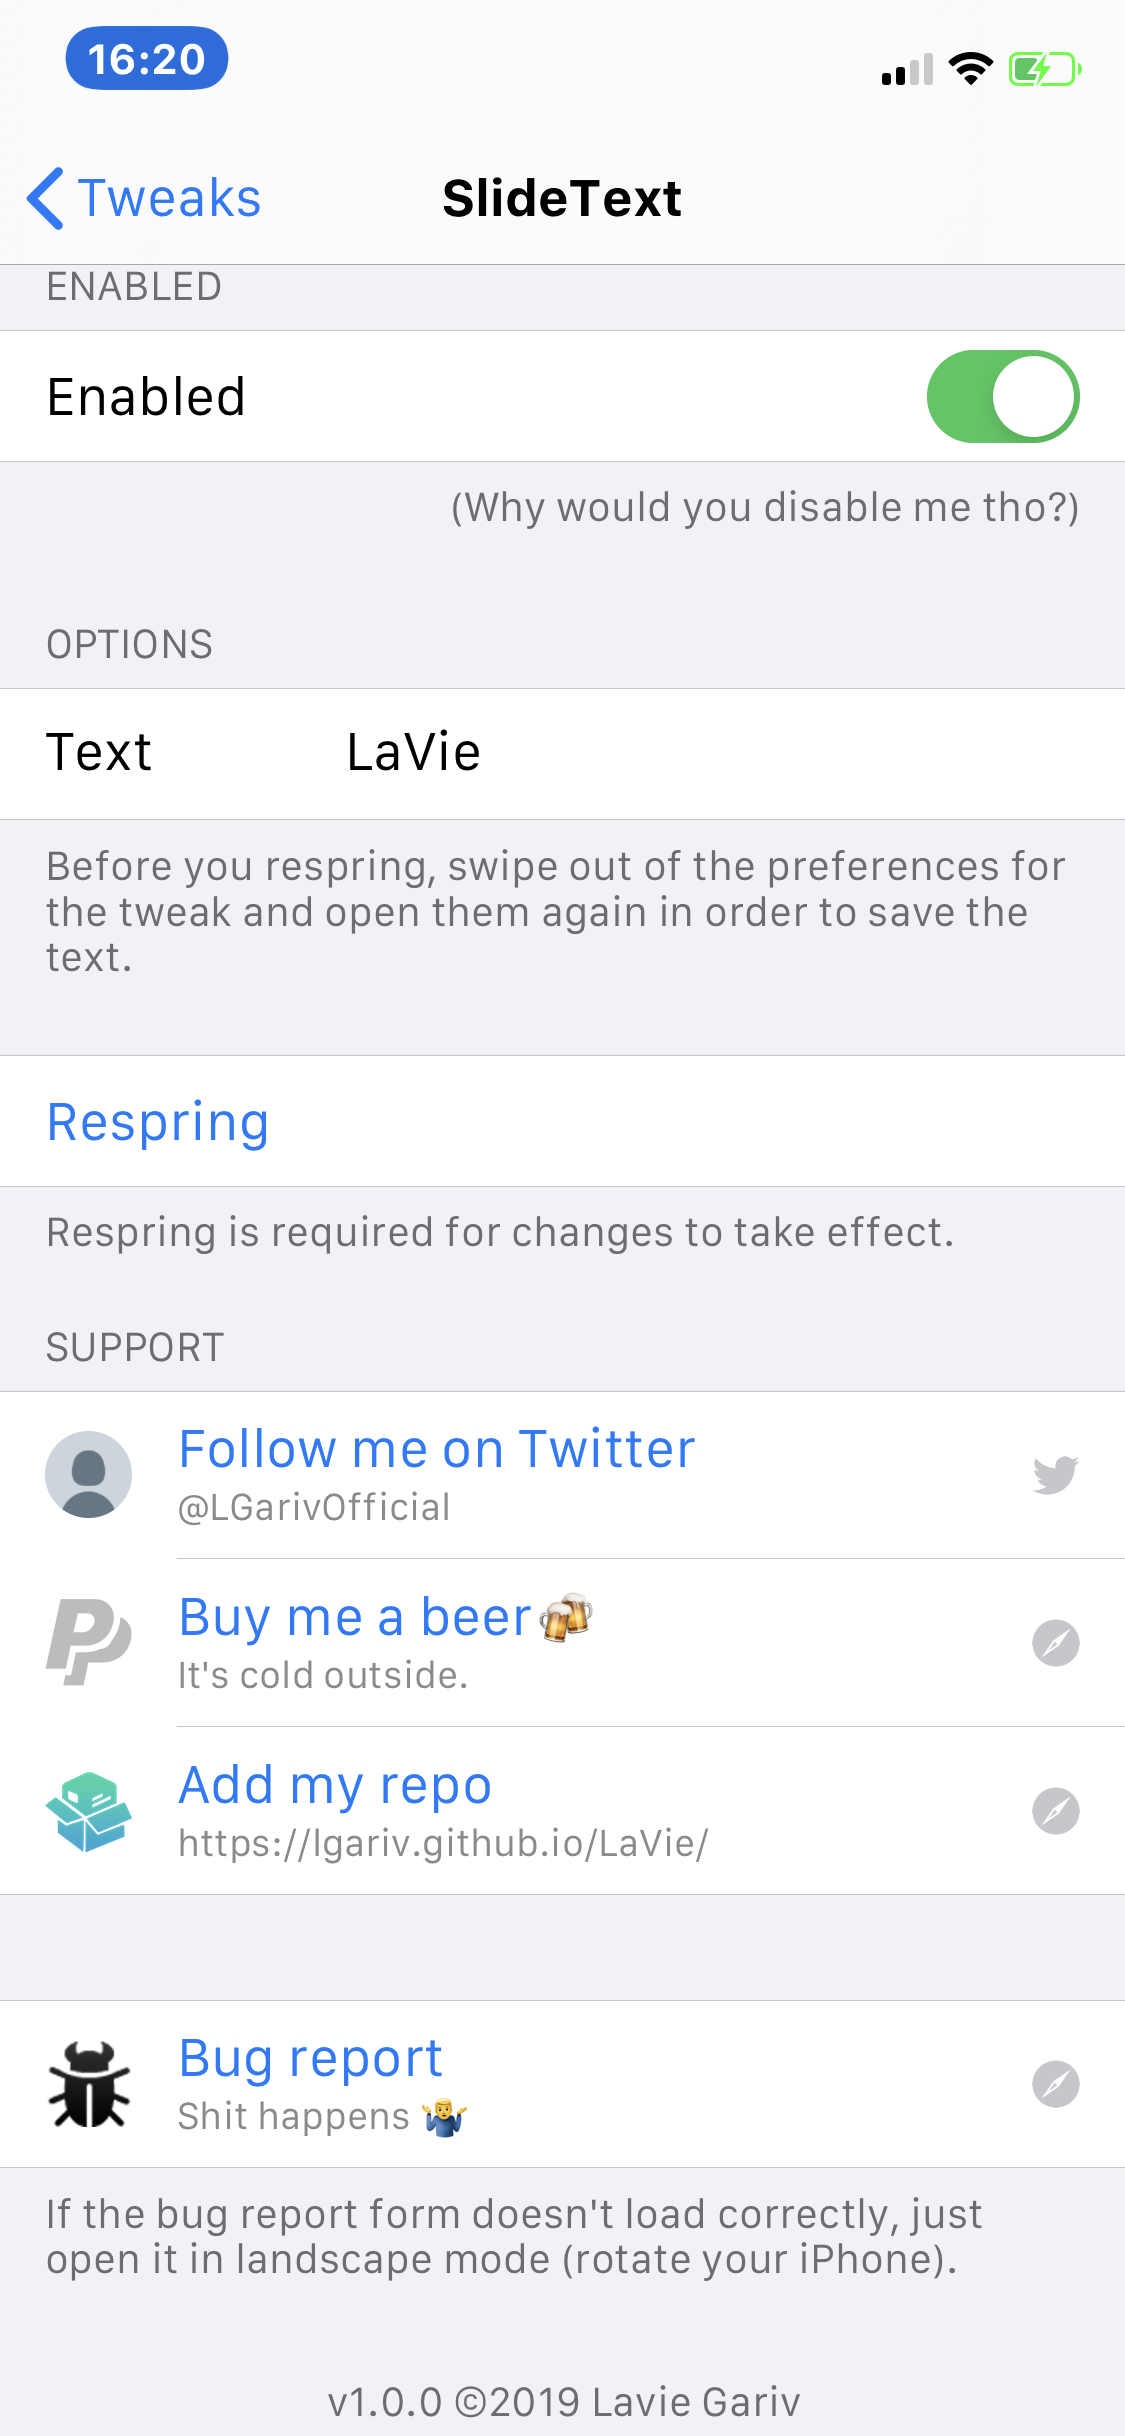 16:20
Tweaks
SlideText
ENABLED
Enabled
(Why would you disable me tho?)
OPTIONS
Text LaVie
Before you respring, swipe out of the preferences for
the tweak and open them again in order to save the
text.
Respring
Respring is required for changes to take effect.
SUPPORT
Follow me on Twitter
@LGarivOfficial
Buy me a beer🍻
It's cold outside.
Add my repo
https://lgariv.github.io/LaVie/
Bug report
Shit happens 🤷‍♂️
If the bug report form doesn't load correctly, just
open it in landscape mode (rotate your iPhone).
v1.0.0 ©2019 Lavie Gariv